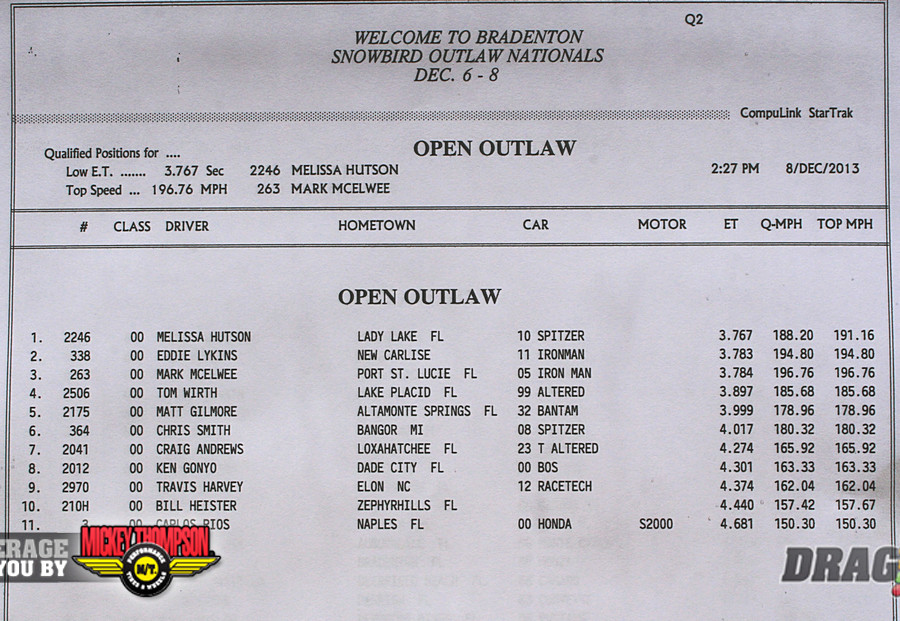 Q2
WELCOME TO BRADENTON
SNOWBIRD OUTLAW NATIONALS
DEC. 6 - 8
CompuLink StarTrak
OPEN OUTLAW
Qualified Positions for ....
Low E.T. ....... 3.767 Sec 2246 MELISSA HUTSON 2:27 PM 8/DEC/2013
Top Speed ... 196.76 MPH 263 MARK MCELWEE
# CLASS DRIVER HOMETOWN CAR MOTOR ET Q-MPH TOP MPH
OPEN OUTLAW
1. 2246 00 MELISSA HUTSON LADY LAKE FL 10 SPITZER 3.767 188.20 191.16
2. 338 00 EDDIE LYKINS NEW CARLISE 11 IRONMAN 3.783 194.80 194.80
3. 263 00 MARK MCELWEE PORT ST. LUCIE FL 05 IRON MAN 3.784 196.76 196.76
4. 2506 00 TOM WIRTH LAKE PLACID FL 99 ALTERED 3.897 185.68 185.68
5. 2175 00 MATT GILMORE ALTAMONTE SPRINGS FL 32 BANTAM 3.999 178.96 178.96
6. 364 00 CHRIS SMITH BANGOR MI 08 SPITZER 4.017 180.32 180.32
7. 2041 00 CRAIG ANDREWS LOXAHATCHEE FL 23 T ALTERED 4.274 165.92 165.92
8. 2012 00 KEN GONYO DADE CITY FL 00 BOS 4.301 163.33 163.33
9. 2970 00 TRAVIS HARVEY ELON NC 12 RACETECH 4.374 162.04 162.04
10. 210H 00 BILL HEISTER ZEPHYRHILLS FL 4.440 157.42 157.67
11. 00 CARLOS RIOS NAPLES FL 00 HONDA S2000 4.681 150.30 150.30
ERAGE
YOU BY
MICKEY THOMPSON
PERFORMANCE
M/T
TIRES & WHEELS
DRAG